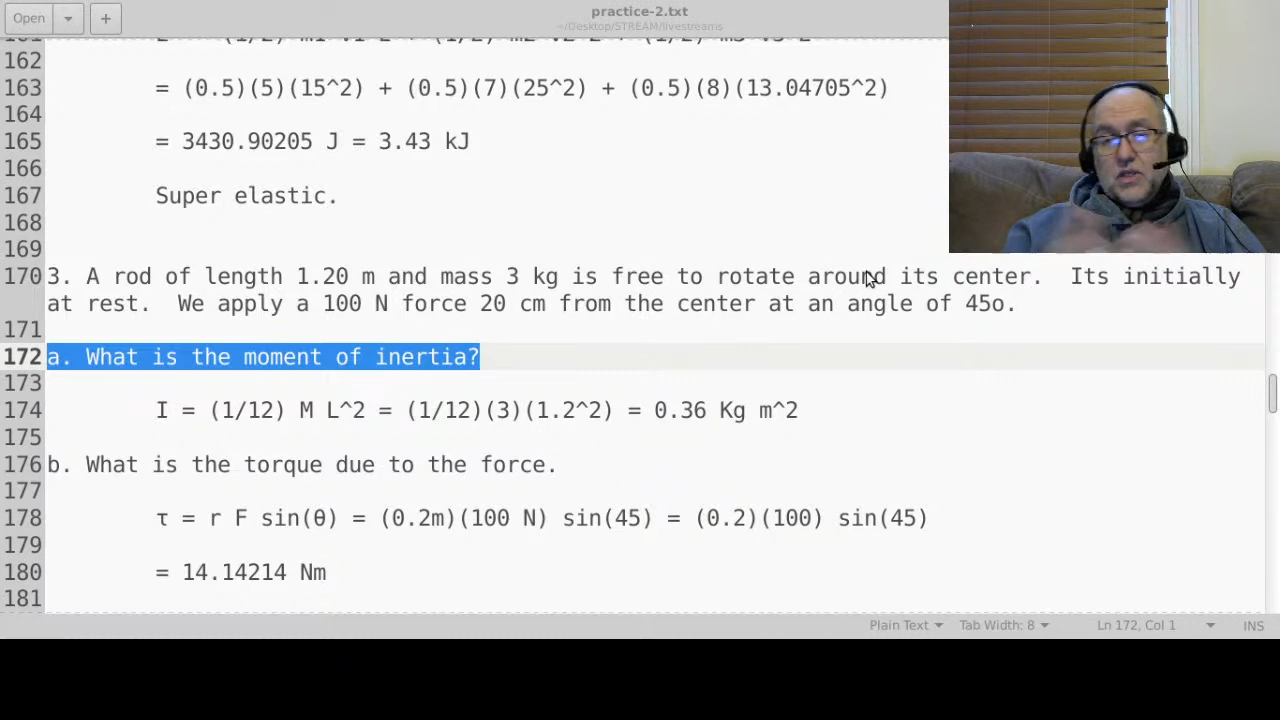 Open
practice-2.txt
~/Desktop/STREAM/livestreams
162
163 = (0.5)(5)(15^2) + (0.5)(7)(25^2) + (0.5)(8)(13.04705^2)
164
165 = 3430.90205 J = 3.43 kJ
166
167 Super elastic.
168
169
170 3. A rod of length 1.20 m and mass 3 kg is free to rotate around its center. Its initially
at rest. We apply a 100 N force 20 cm from the center at an angle of 45o.
171
172 a. What is the moment of inertia?
173
174 I = (1/12) M L^2 = (1/12)(3)(1.2^2) = 0.36 Kg m^2
175
176 b. What is the torque due to the force.
177
178 τ = r F sin(θ) = (0.2m)(100 N) sin(45) = (0.2)(100) sin(45)
179
180 = 14.14214 Nm
181
Plain Text Tab Width: 8 Ln 172, Col 1 INS